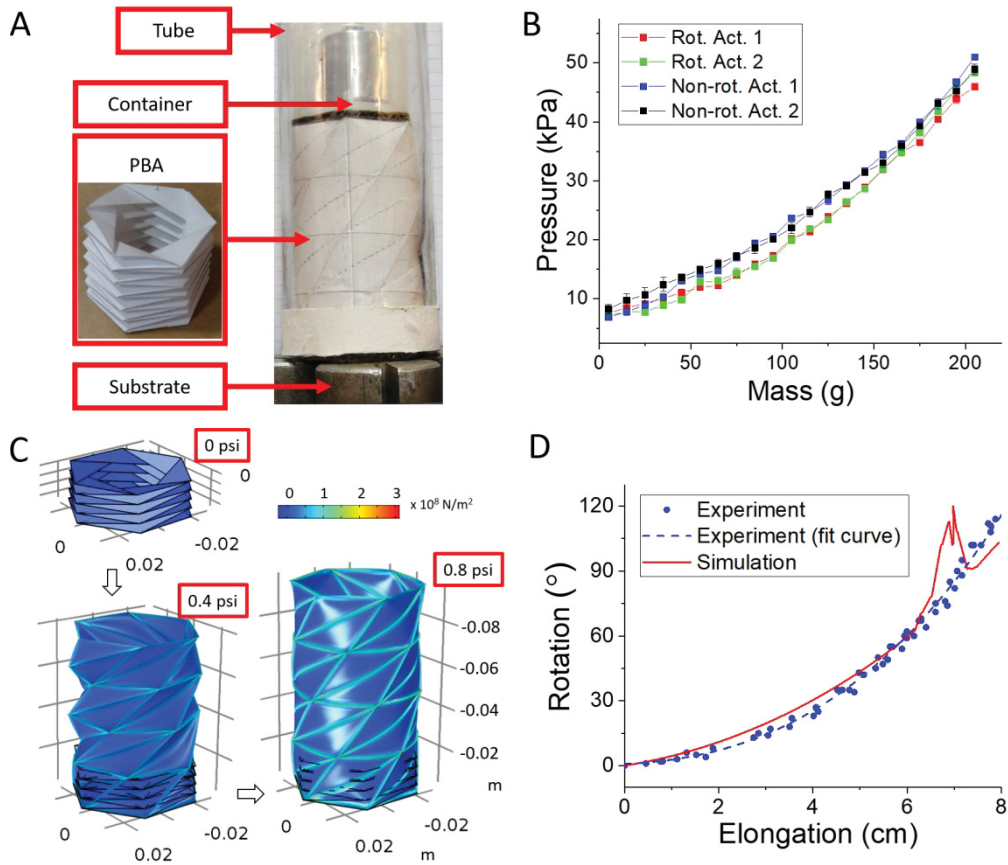 A
Tube
Container
PBA
Substrate
B
Rot. Act. 1
Rot. Act. 2
Non-rot. Act. 1
Non-rot. Act. 2
50
40
30
20
10
Pressure (kPa)
0
50
100
150
200
Mass (g)
C
0 psi
0
0
0.02
-0.02
0 1 2 3
x 10⁸ N/m²
0.4 psi
0
0.02
-0.02
0.8 psi
-0.08
-0.06
-0.04
-0.02
m
0
0.02
-0.02
m
D
Experiment
Experiment (fit curve)
Simulation
120
90
60
30
0
Rotation (°)
0
2
4
6
8
Elongation (cm)